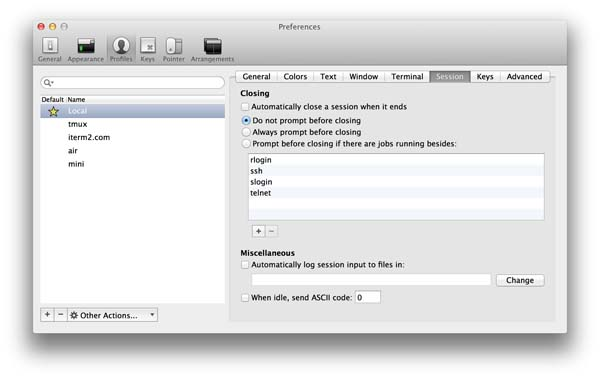 Preferences
General Appearance Profiles Keys Pointer Arrangements
General Colors Text Window Terminal Session Keys Advanced
Default Name
Local
tmux
iterm2.com
air
mini
+ − Other Actions...
Closing
Automatically close a session when it ends
Do not prompt before closing
Always prompt before closing
Prompt before closing if there are jobs running besides:
rlogin
ssh
slogin
telnet
+ −
Miscellaneous
Automatically log session input to files in:
Change
When idle, send ASCII code: 0